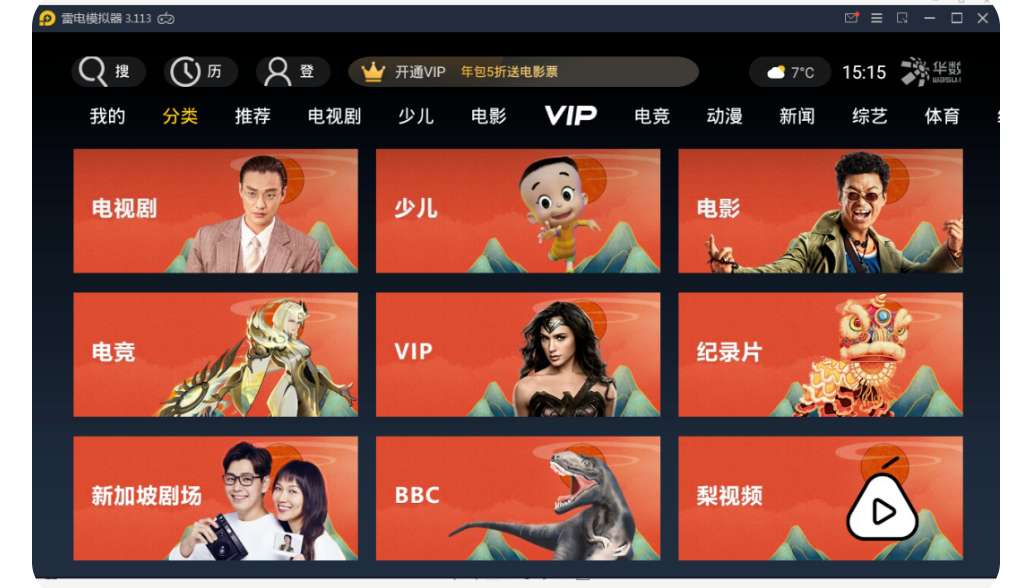 雷电模拟器 3.113
搜 历 登 开通VIP 年包5折送电影票 7°C 15:15 华数
我的 分类 推荐 电视剧 少儿 电影 VIP 电竞 动漫 新闻 综艺 体育
电视剧 少儿 电影
电竞 VIP 纪录片
新加坡剧场 BBC 梨视频